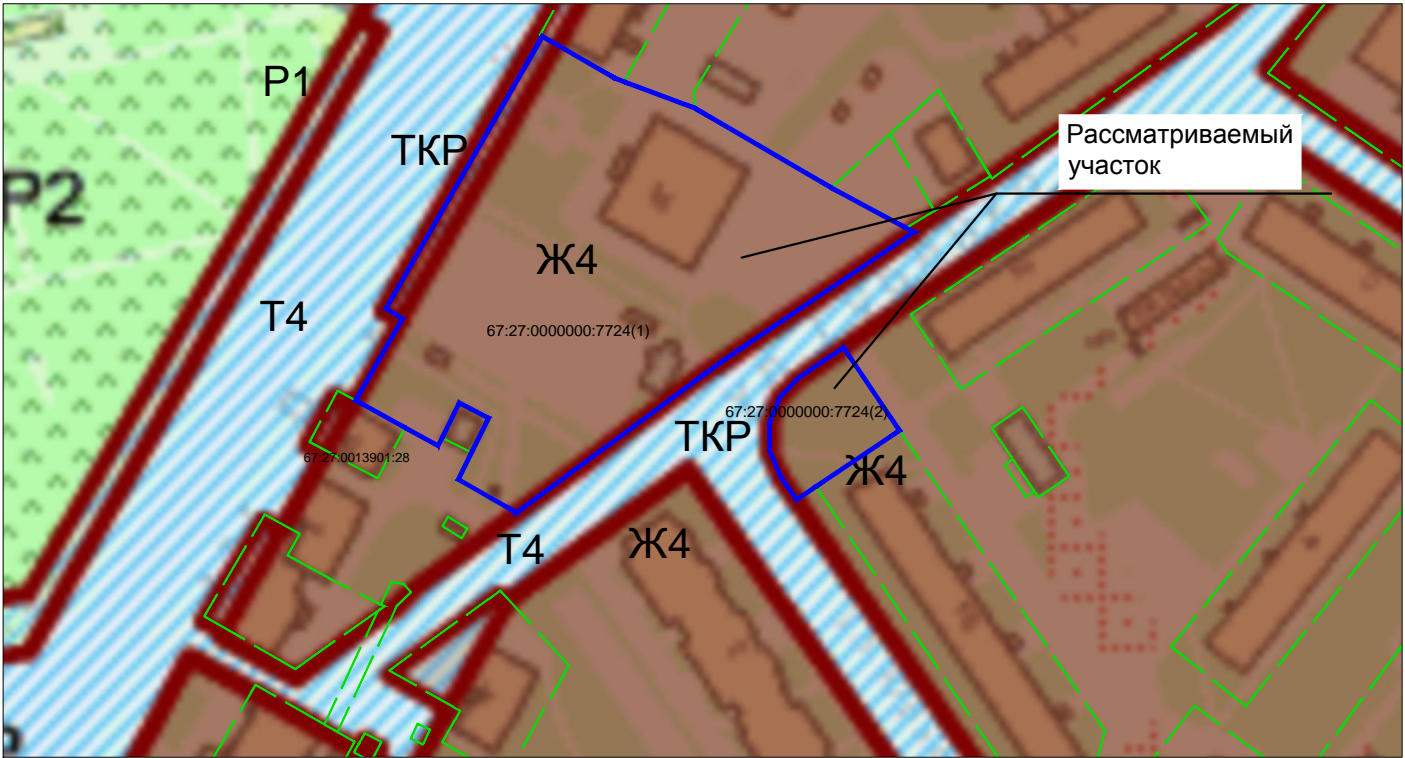 Р1
ТКР
Рассматриваемый
участок
Р2
Ж4
Т4
67:27:0000000:7724(1)
67:27:0000000:7724(2)
ТКР
67:27:0013901:28
Ж4
Т4
Ж4